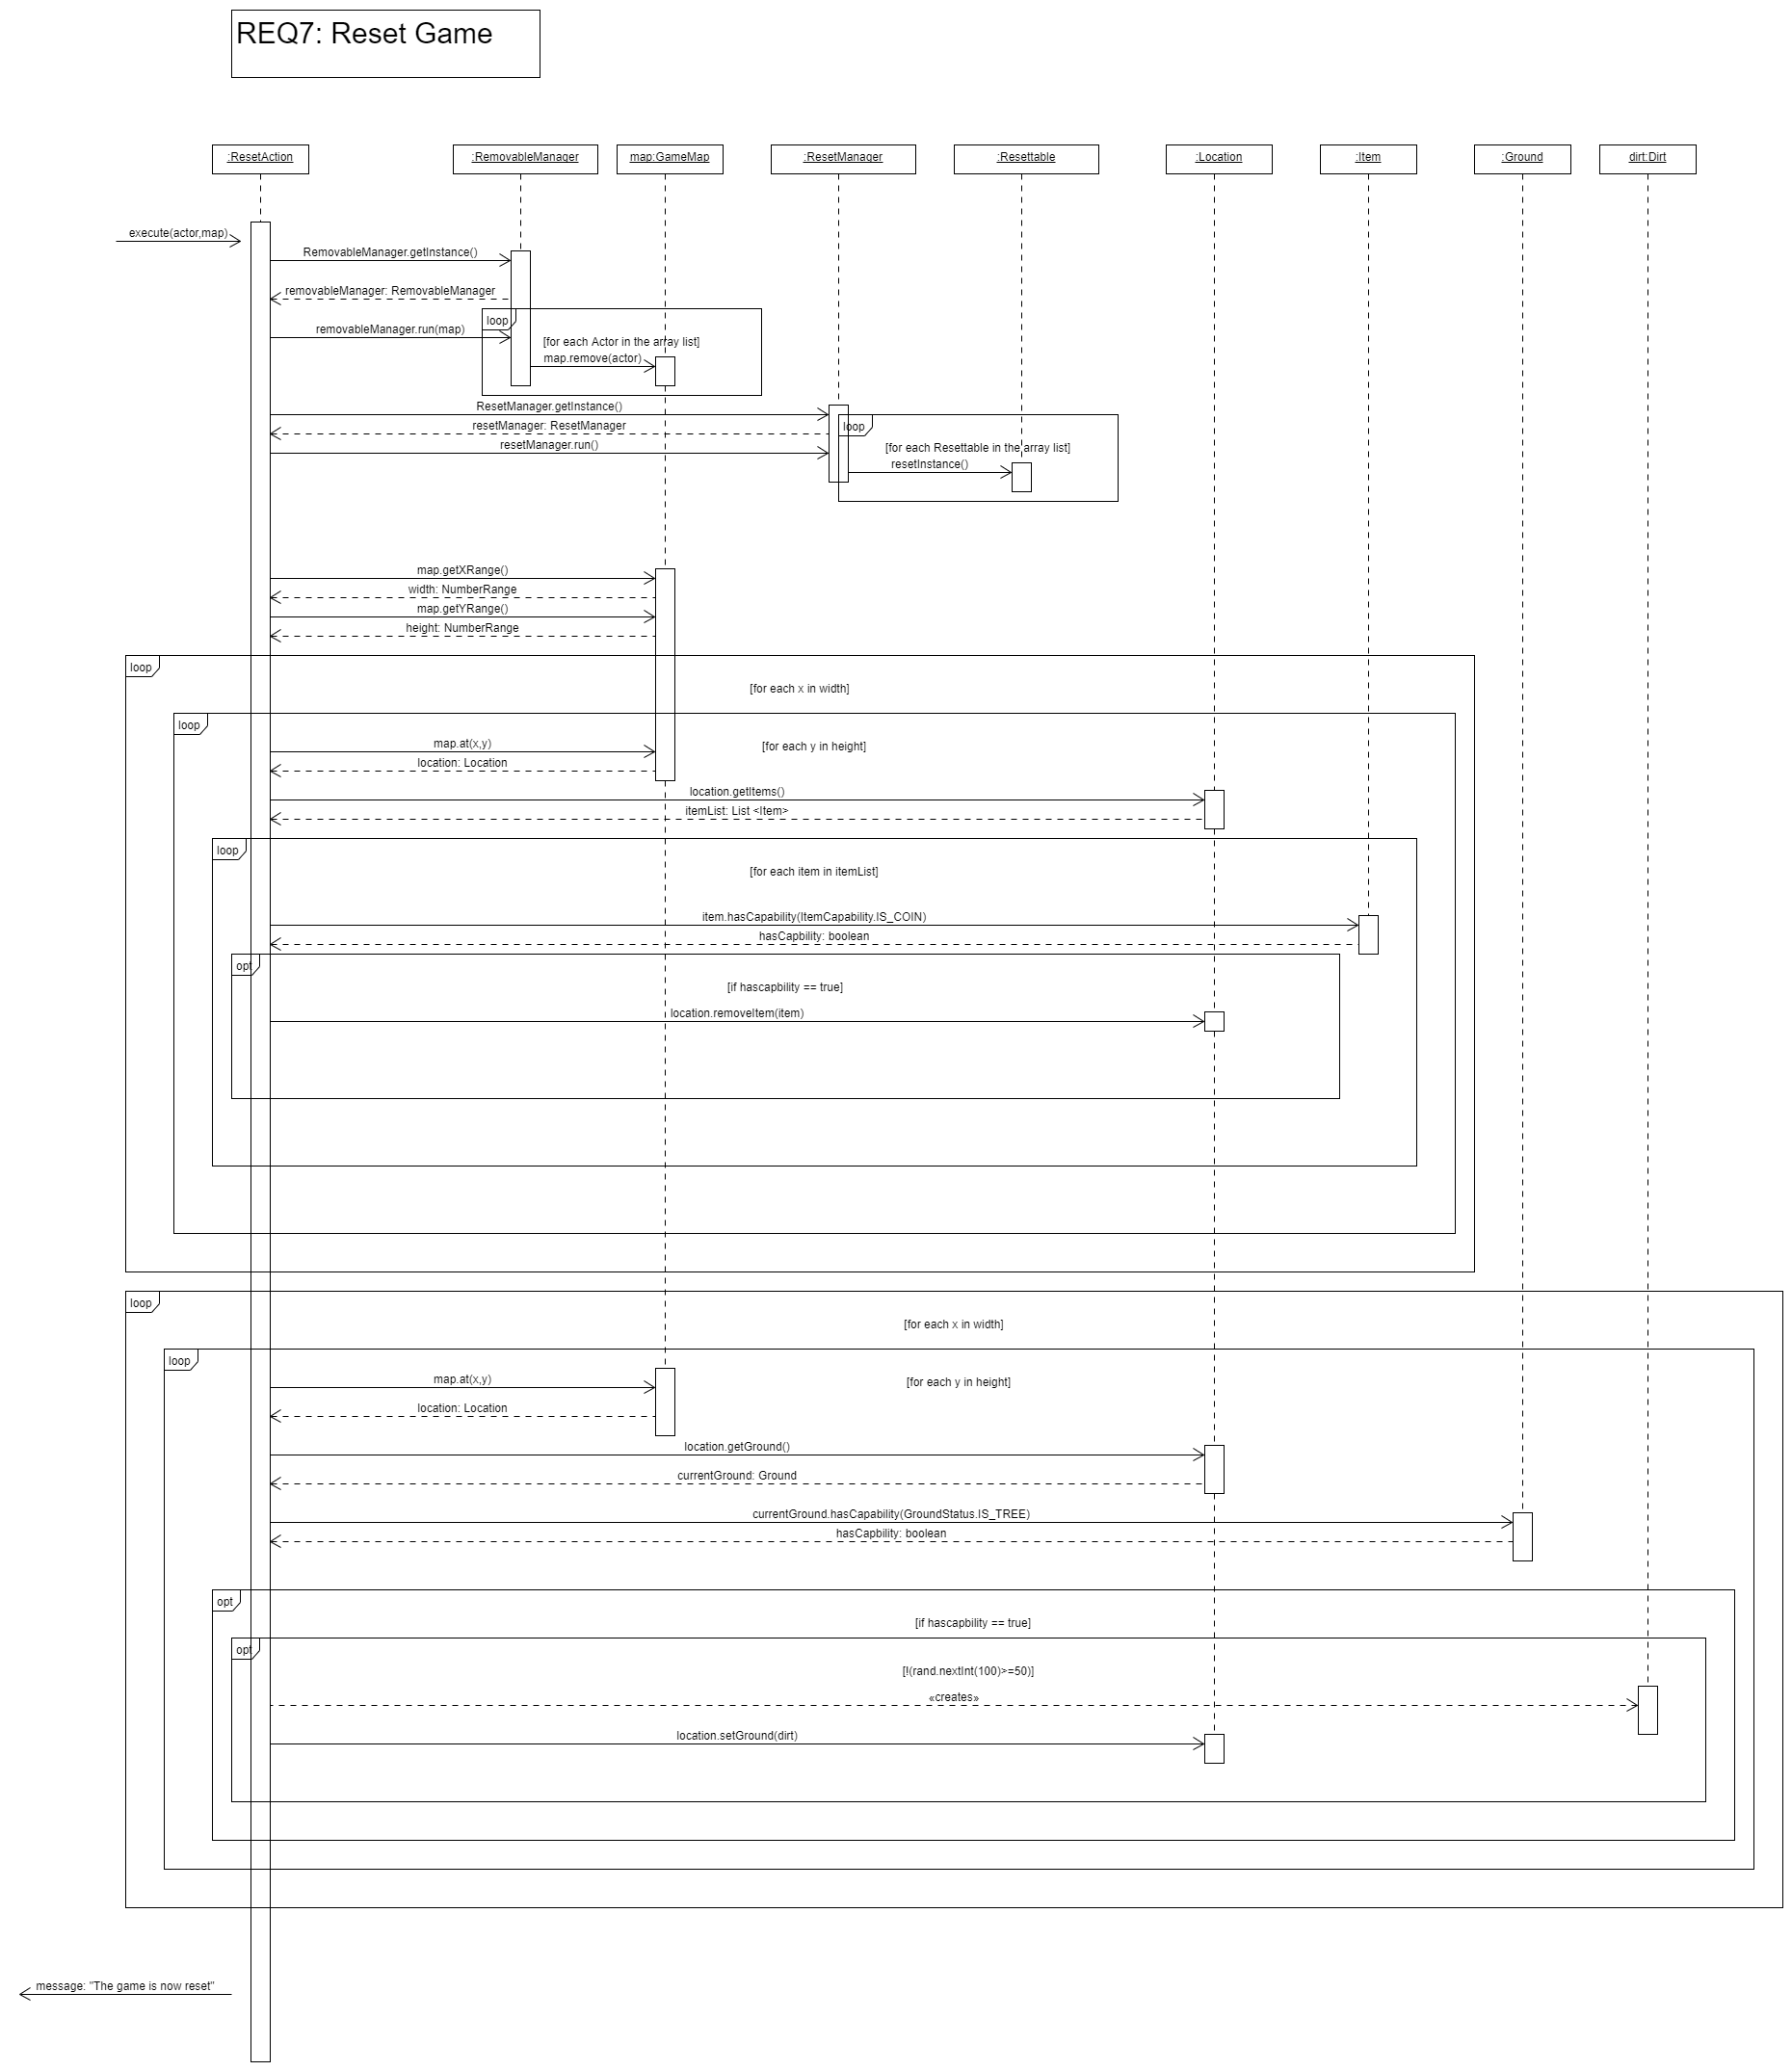 REQ7: Reset Game
:ResetAction
:RemovableManager
map:GameMap
:ResetManager
:Resettable
:Location
:Item
:Ground
dirt:Dirt
execute(actor,map)
RemovableManager.getInstance()
removableManager: RemovableManager
loop
removableManager.run(map)
[for each Actor in the array list]
map.remove(actor)
ResetManager.getInstance()
resetManager: ResetManager
loop
resetManager.run()
[for each Resettable in the array list]
resetInstance()
map.getXRange()
width: NumberRange
map.getYRange()
height: NumberRange
loop
[for each x in width]
loop
map.at(x,y)
[for each y in height]
location: Location
location.getItems()
itemList: List <Item>
loop
[for each item in itemList]
item.hasCapability(ItemCapability.IS_COIN)
hasCapbility: boolean
opt
[if hascapbility == true]
location.removeItem(item)
loop
[for each x in width]
loop
map.at(x,y)
[for each y in height]
location: Location
location.getGround()
currentGround: Ground
currentGround.hasCapability(GroundStatus.IS_TREE)
hasCapbility: boolean
opt
[if hascapbility == true]
opt
[!(rand.nextInt(100)>=50)]
«creates»
location.setGround(dirt)
message: "The game is now reset"